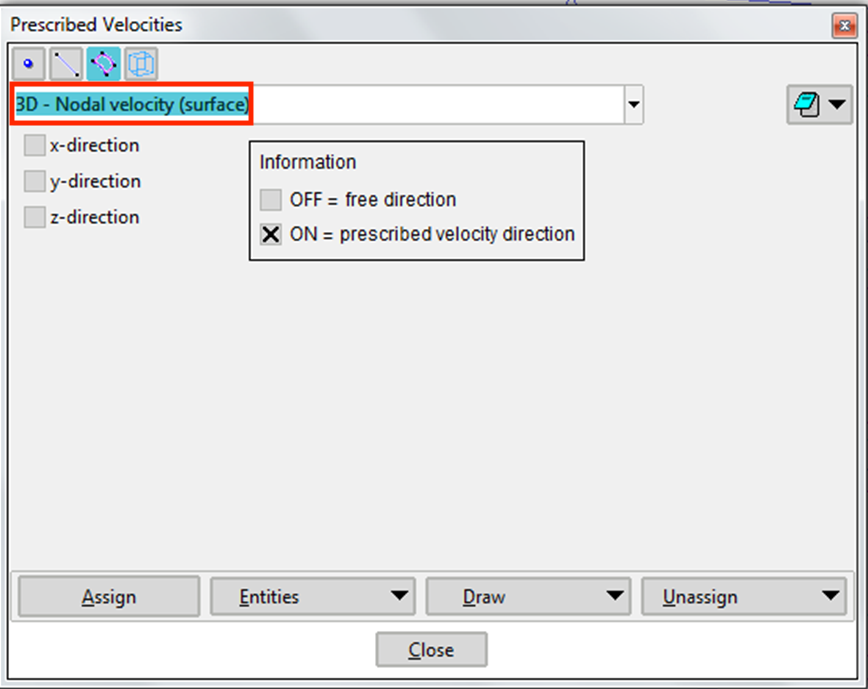 Prescribed Velocities
3D - Nodal velocity (surface)
x-direction
y-direction
z-direction
Information
OFF = free direction
ON = prescribed velocity direction
Assign
Entities
Draw
Unassign
Close